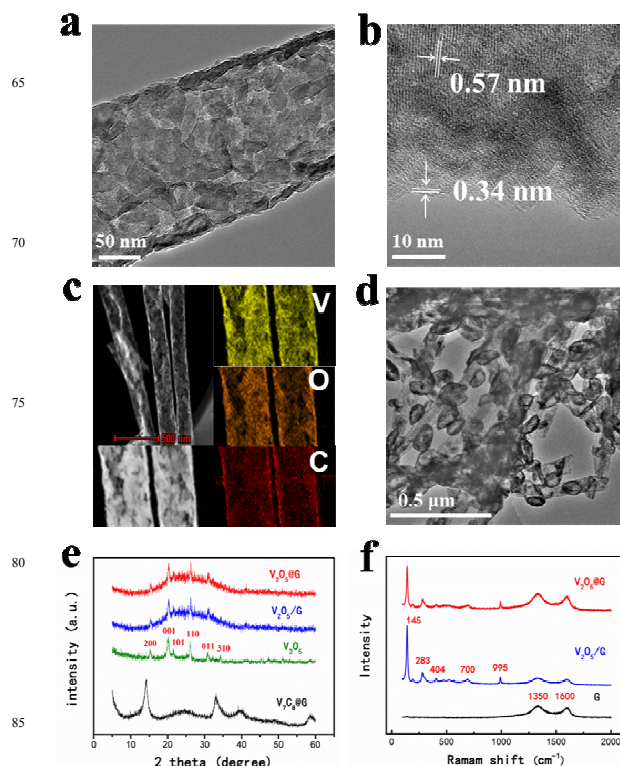 a
b
65
0.57 nm
0.34 nm
50 nm
10 nm
70
c
d
V
O
75
500 nm
C
0.5 μm
80
e
f
V₂O₅@G
V₂O₅@G
145
V₂O₅/G
001
110
200
101
011
310
V₂O₅
283
404
700
995
V₂O₅/G
1350
1600
G
V₂C₈@G
85
intensity (a.u.)
Intensity
0 10 20 30 40 50 60
0 500 1000 1500 2000
2 theta (degree)
Raman shift (cm⁻¹)